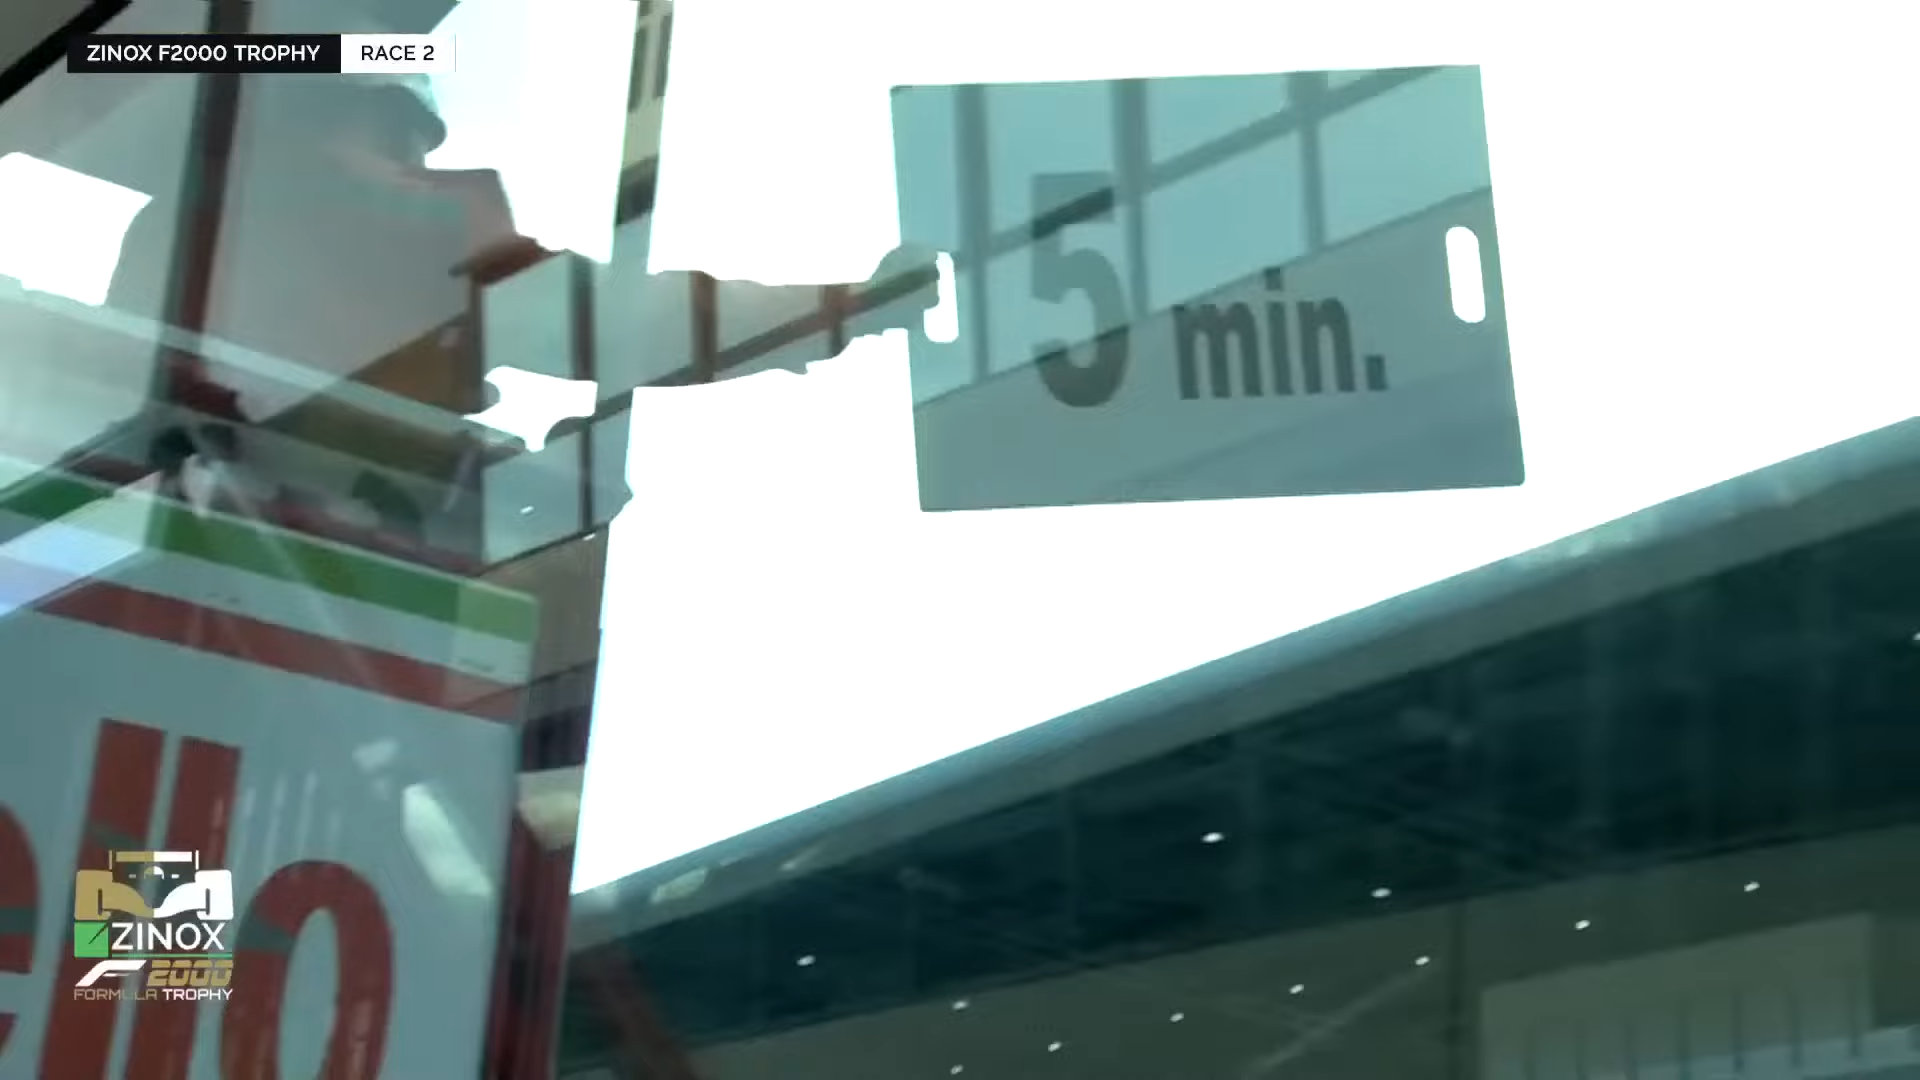 ZINOX F2000 TROPHY RACE 2
5 min.
ello
ZINOX
F2000
FORMULA TROPHY